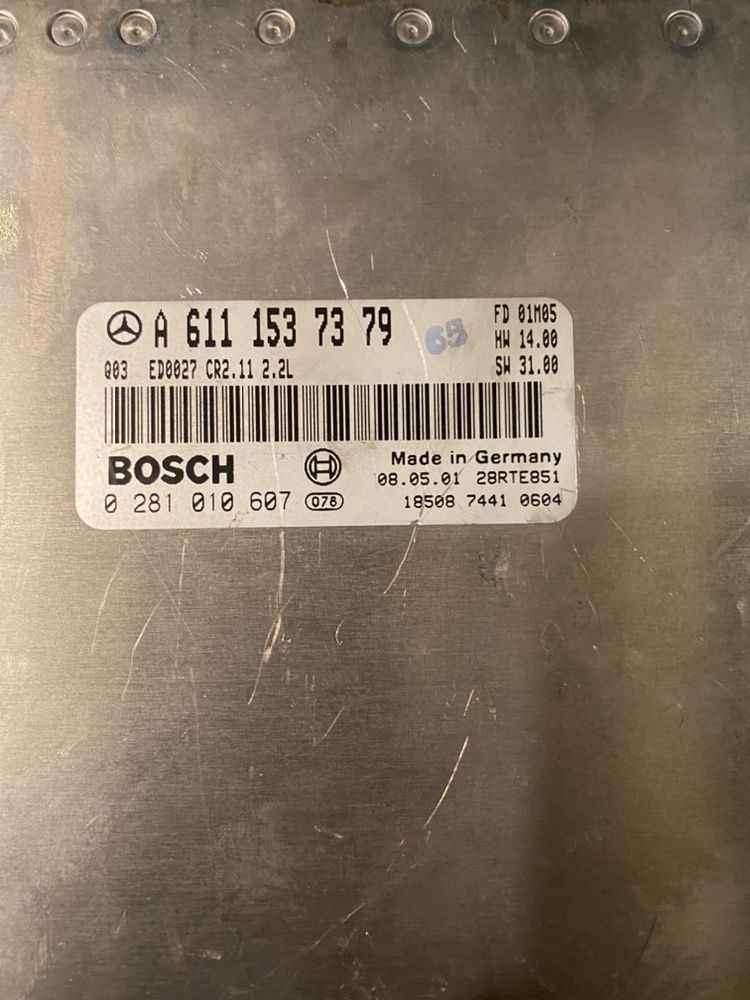 A 611 153 73 79
FD 01M05
HW 14.00
SW 31.00
Q03 ED0027 CR2.11 2.2L
BOSCH
Made in Germany
08.05.01 28RTE851
0 281 010 607 078
18508 7441 0604